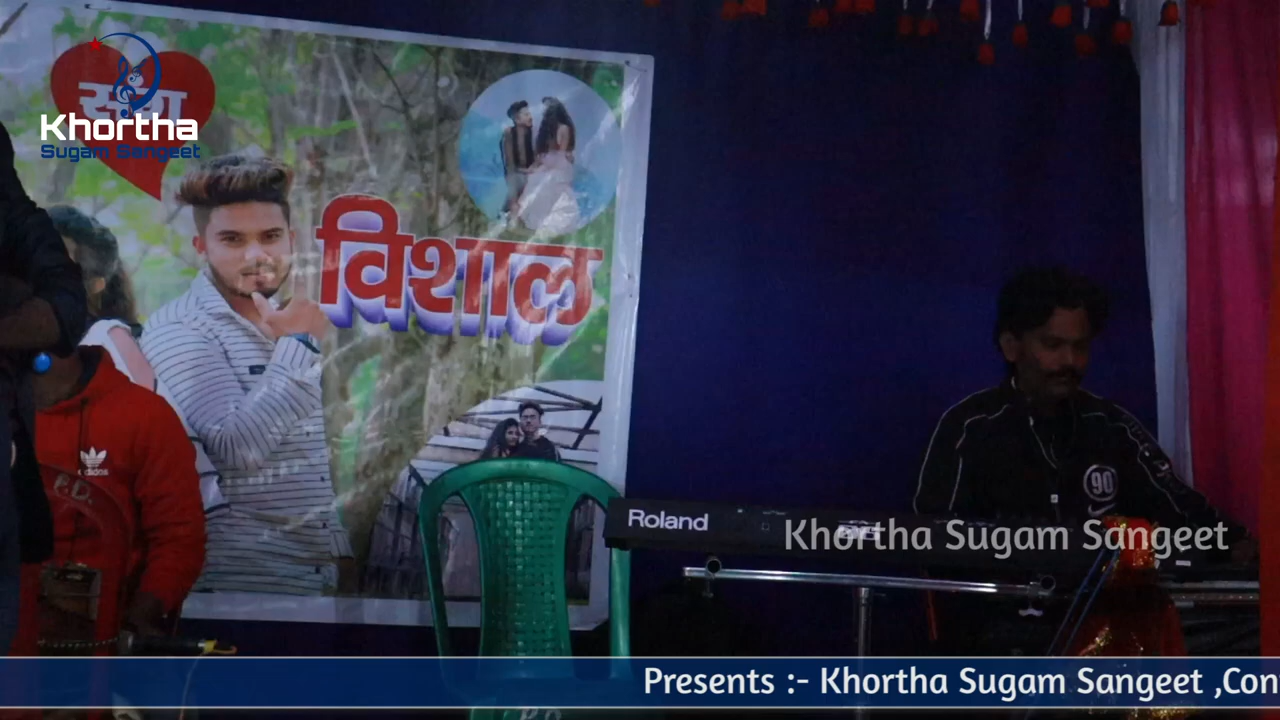 Khortha
Sugam Sangeet
विशाल
adidas
P.D.
Roland
90
Khortha Sugam Sangeet
Presents :- Khortha Sugam Sangeet ,Con
P.D.